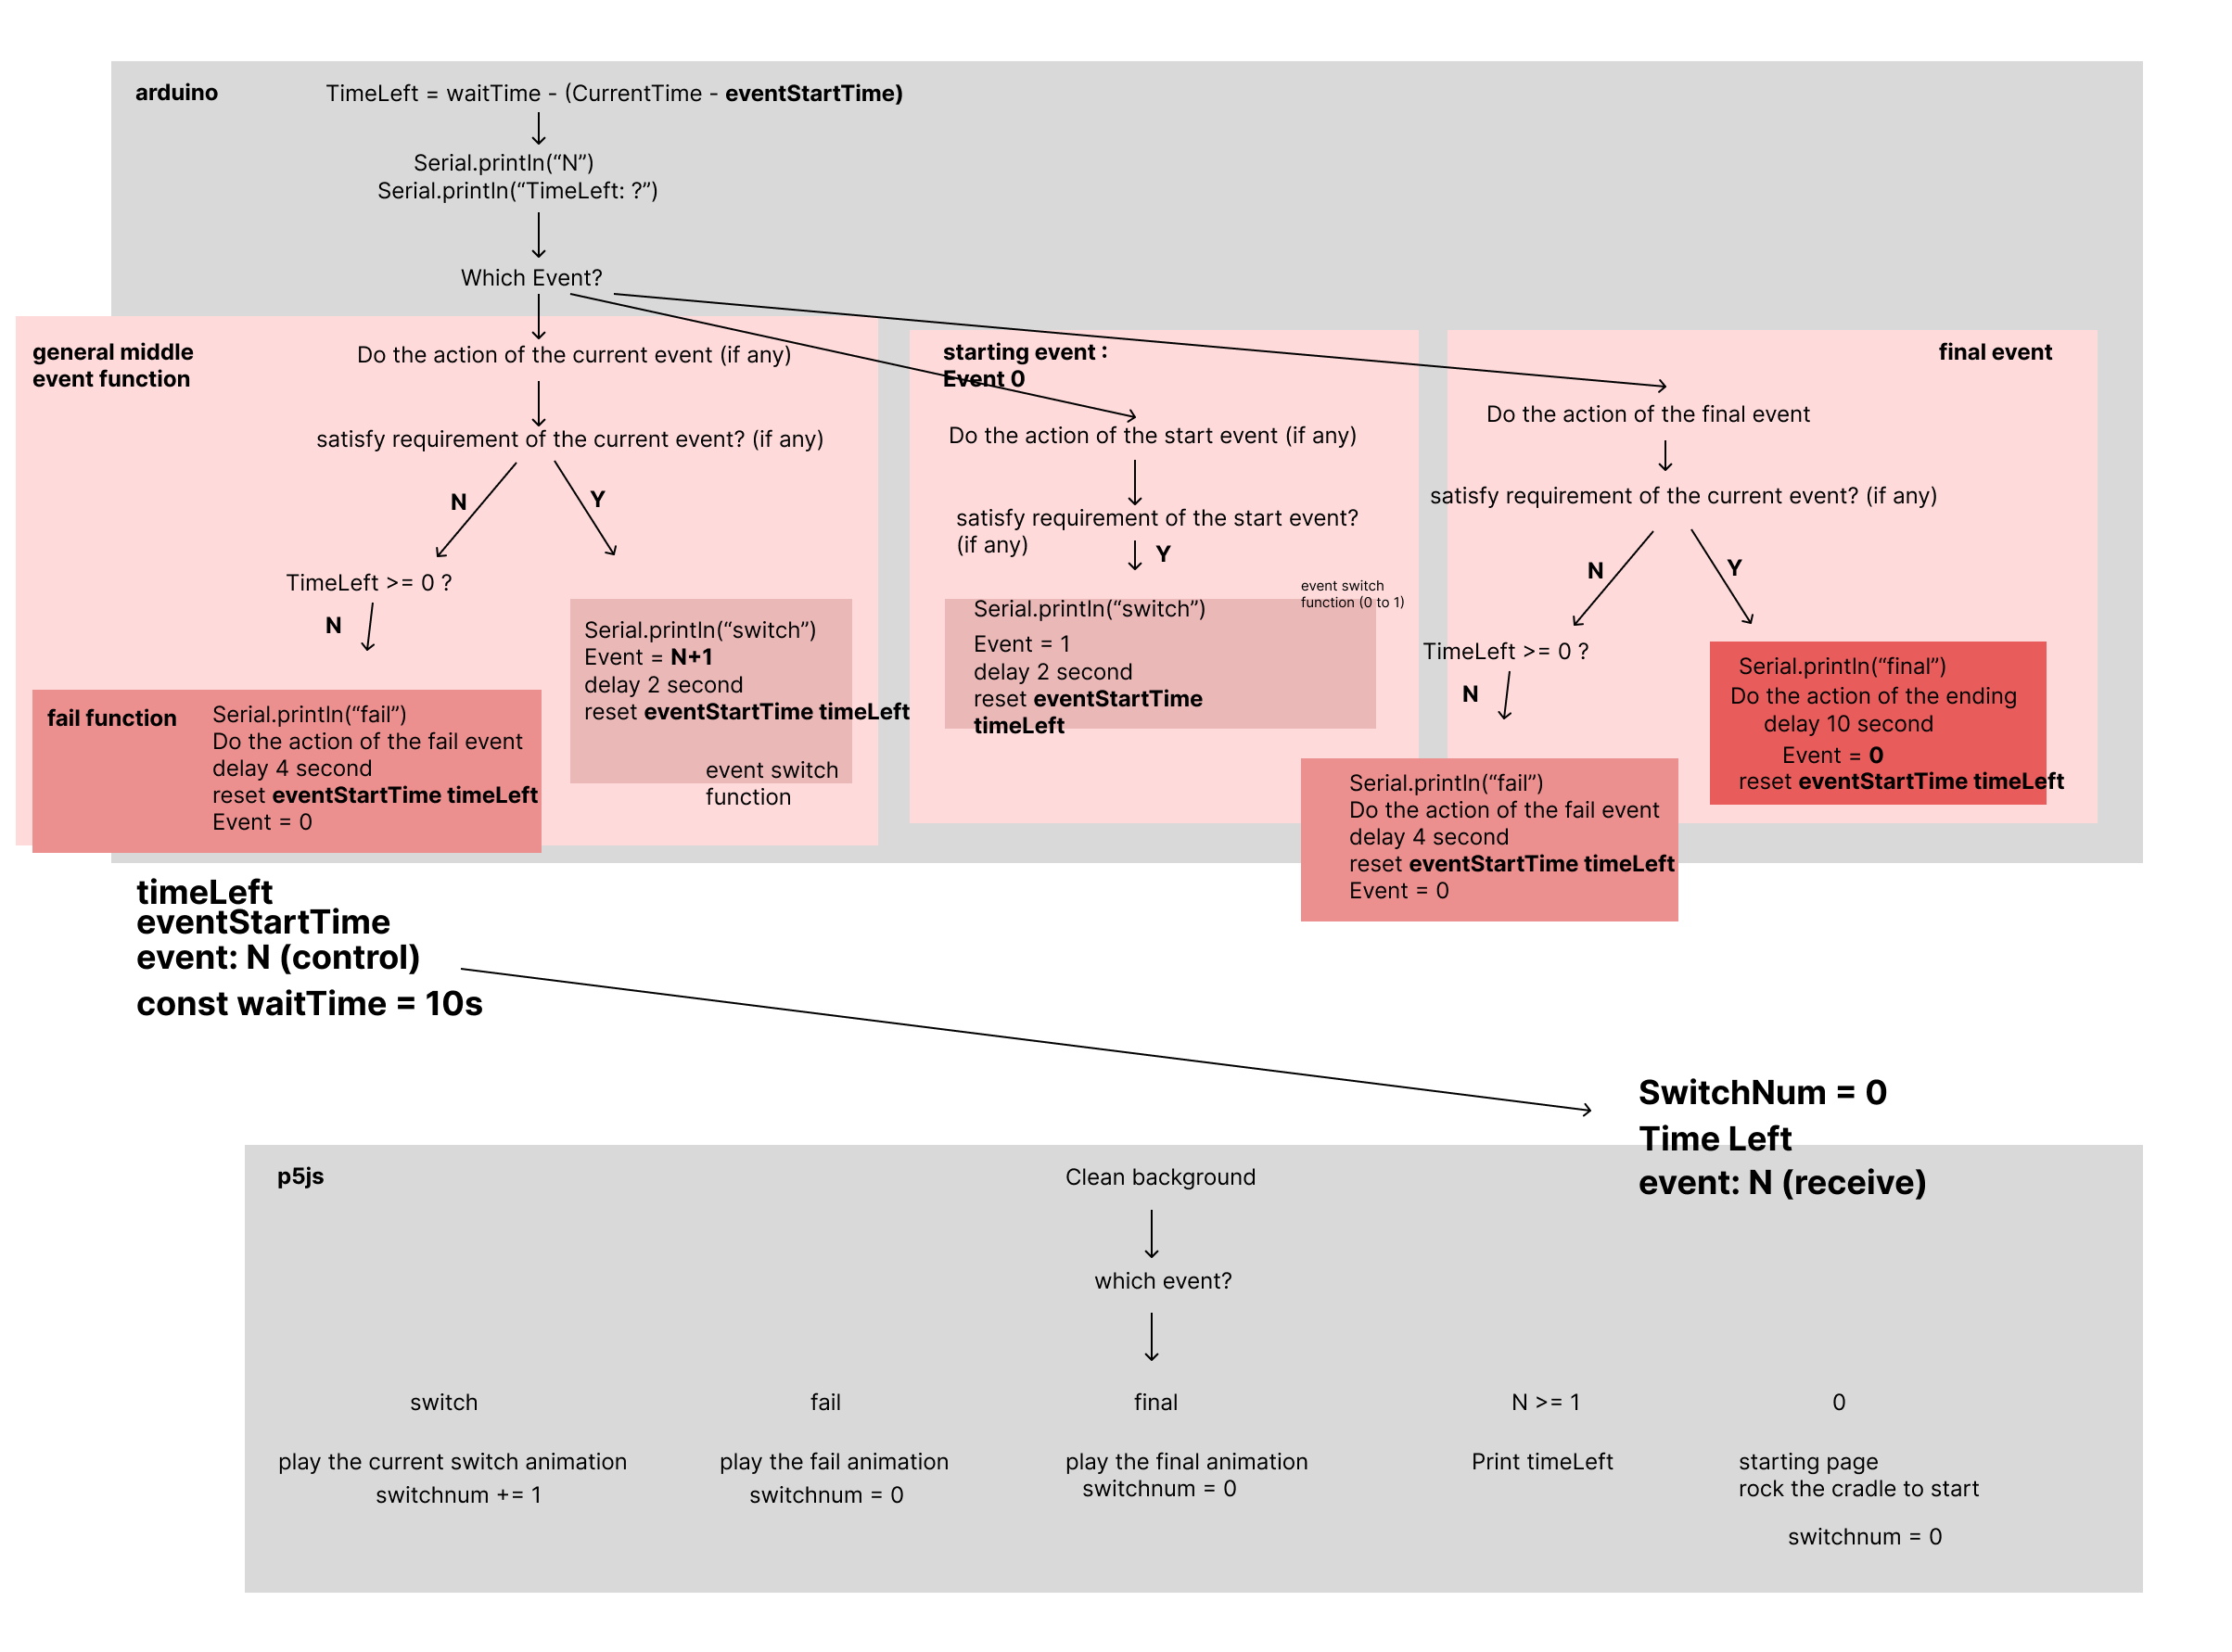 arduino
TimeLeft = waitTime - (CurrentTime - eventStartTime)
Serial.println(“N”)
Serial.println(“TimeLeft: ?”)
Which Event?
general middle
event function
Do the action of the current event (if any)
satisfy requirement of the current event? (if any)
N
Y
TimeLeft >= 0 ?
N
fail function
Serial.println(“fail”)
Do the action of the fail event
delay 4 second
reset eventStartTime timeLeft
Event = 0
Serial.println(“switch”)
Event = N+1
delay 2 second
reset eventStartTime timeLeft
event switch
function
starting event :
Event 0
Do the action of the start event (if any)
satisfy requirement of the start event?
(if any)
Y
event switch
function (0 to 1)
Serial.println(“switch”)
Event = 1
delay 2 second
reset eventStartTime
timeLeft
final event
Do the action of the final event
satisfy requirement of the current event? (if any)
N
Y
TimeLeft >= 0 ?
N
Serial.println(“fail”)
Do the action of the fail event
delay 4 second
reset eventStartTime timeLeft
Event = 0
Serial.println(“final”)
Do the action of the ending
delay 10 second
Event = 0
reset eventStartTime timeLeft
timeLeft
eventStartTime
event: N (control)
const waitTime = 10s
SwitchNum = 0
Time Left
event: N (receive)
p5js
Clean background
which event?
switch
play the current switch animation
switchnum += 1
fail
play the fail animation
switchnum = 0
final
play the final animation
switchnum = 0
N >= 1
Print timeLeft
0
starting page
rock the cradle to start
switchnum = 0